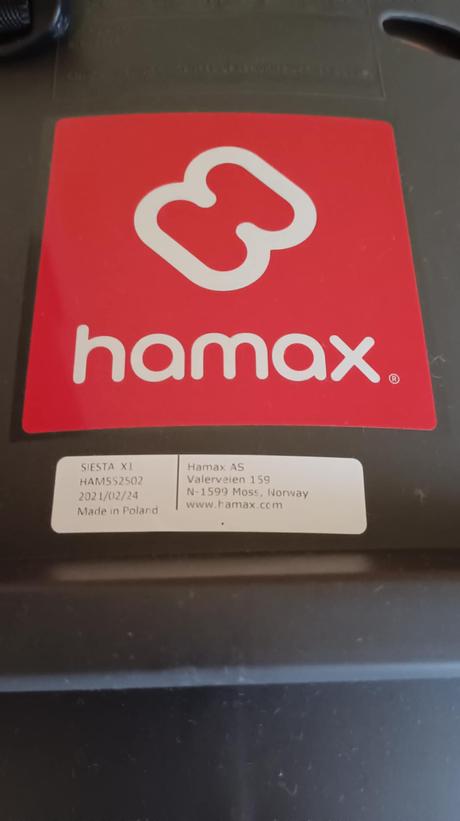 hamax®
SIESTA X1
HAM552502
2021/02/24
Made in Poland
Hamax AS
Valerveien 159
N-1599 Moss, Norway
www.hamax.com